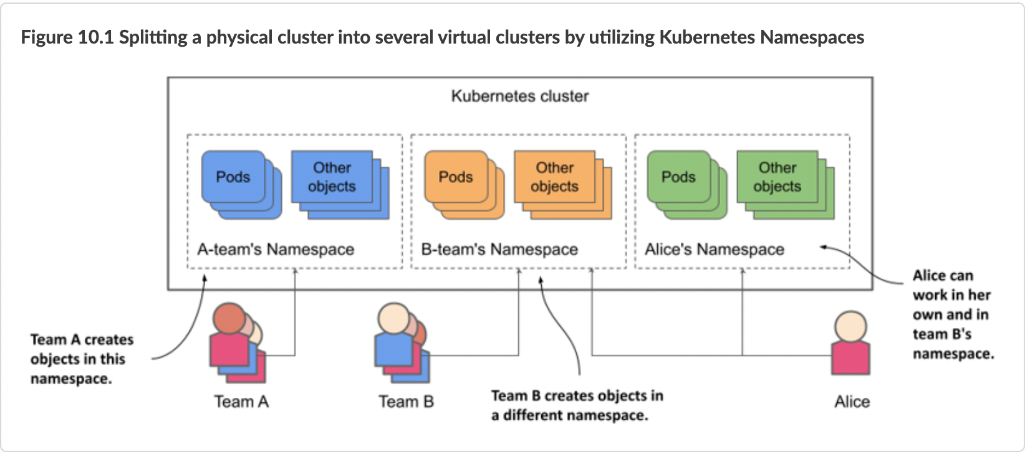 Figure 10.1 Splitting a physical cluster into several virtual clusters by utilizing Kubernetes Namespaces
Kubernetes cluster
Pods
Other
objects
A-team's Namespace
Pods
Other
objects
B-team's Namespace
Pods
Other
objects
Alice's Namespace
Team A creates
objects in this
namespace.
Team A
Team B
Team B creates objects in
a different namespace.
Alice
Alice can
work in her
own and in
team B's
namespace.